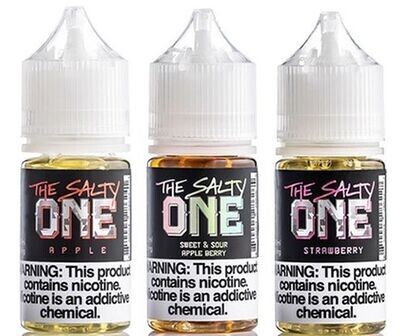 THE SALTY
ONE
APPLE
WARNING: This product
contains nicotine.
Nicotine is an addictive
chemical.
THE SALTY
ONE
SWEET & SOUR
APPLE BERRY
WARNING: This product
contains nicotine.
Nicotine is an addictive
chemical.
THE SALTY
ONE
STRAWBERRY
WARNING: This product
contains nicotine.
Nicotine is an addictive
chemical.